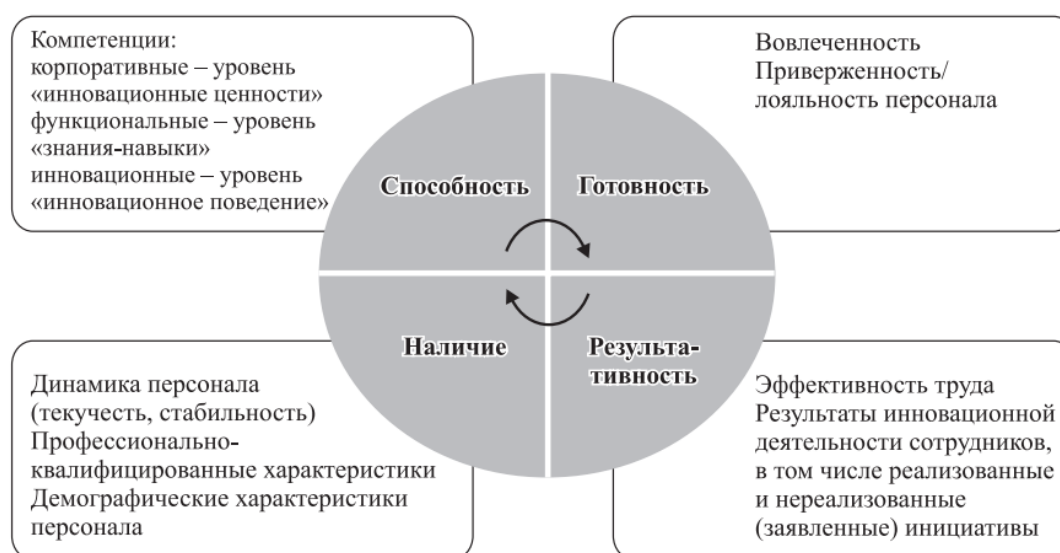 Компетенции:
корпоративные – уровень
«инновационные ценности»
функциональные – уровень
«знания-навыки»
инновационные – уровень
«инновационное поведение»
Вовлеченность
Приверженность/
лояльность персонала
Способность
Готовность
Наличие
Результа-
тивность
Динамика персонала
(текучесть, стабильность)
Профессионально-
квалифицированные характеристики
Демографические характеристики
персонала
Эффективность труда
Результаты инновационной
деятельности сотрудников,
в том числе реализованные
и нереализованные
(заявленные) инициативы